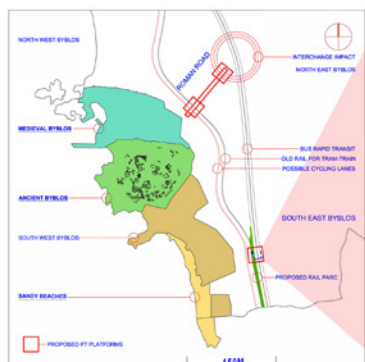 NORTH WEST BYBLOS
ROMAN ROAD
INTERCHANGE IMPACT
NORTH EAST BYBLOS
MEDIEVAL BYBLOS
BUS RAPID TRANSIT
OLD RAIL FOR TRAM-TRAIN
POSSIBLE CYCLING LANES
ANCIENT BYBLOS
SOUTH EAST BYBLOS
SOUTH WEST BYBLOS
PROPOSED RAIL PARC
SANDY BEACHES
PROPOSED PT PLATFORMS